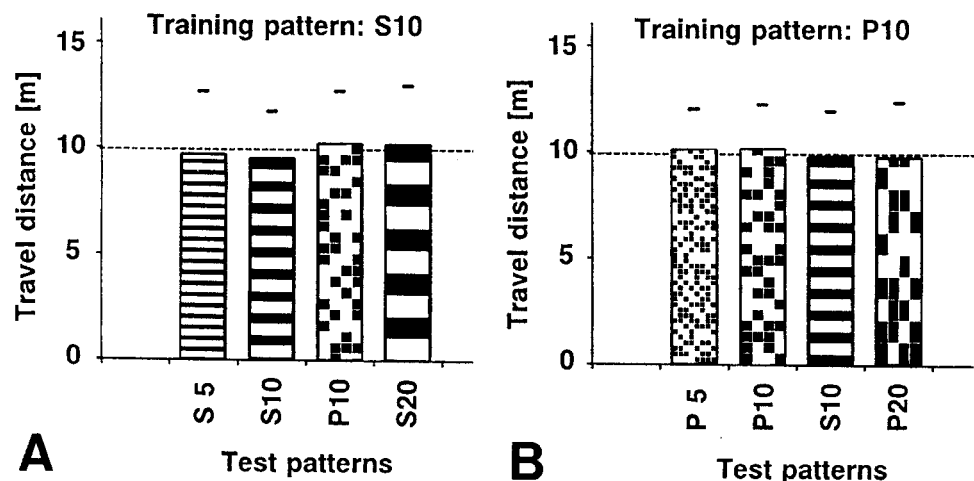 Training pattern: S10
Travel distance [m]
15
10
5
0
S 5
S10
P10
S20
A
Test patterns
Training pattern: P10
Travel distance [m]
15
10
5
0
P 5
P10
S10
P20
B
Test patterns